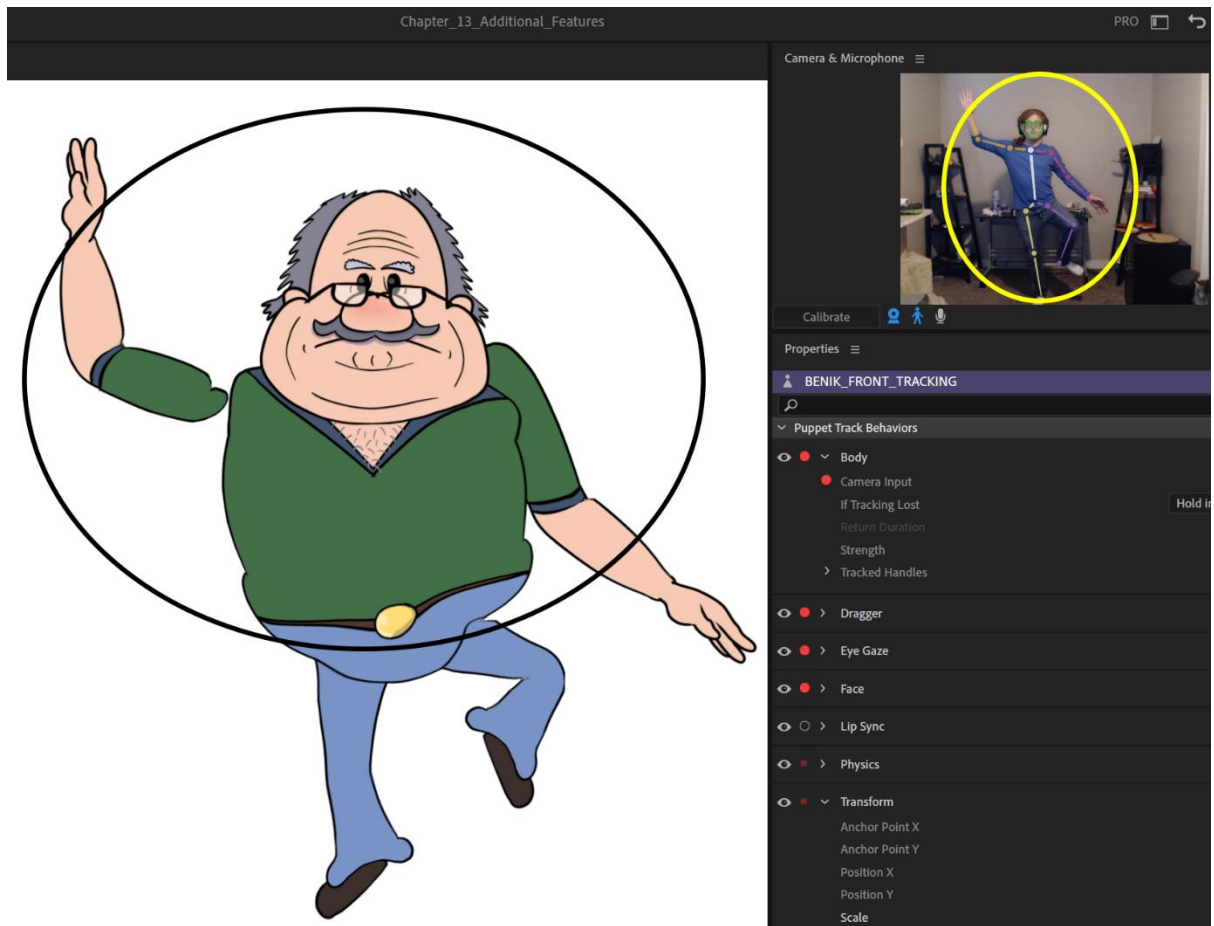 Chapter_13_Additional_Features
PRO
Camera & Microphone
Calibrate
Properties
BENIK_FRONT_TRACKING
Puppet Track Behaviors
Body
Camera Input
If Tracking Lost
Hold in
Return Duration
Strength
Tracked Handles
Dragger
Eye Gaze
Face
Lip Sync
Physics
Transform
Anchor Point X
Anchor Point Y
Position X
Position Y
Scale